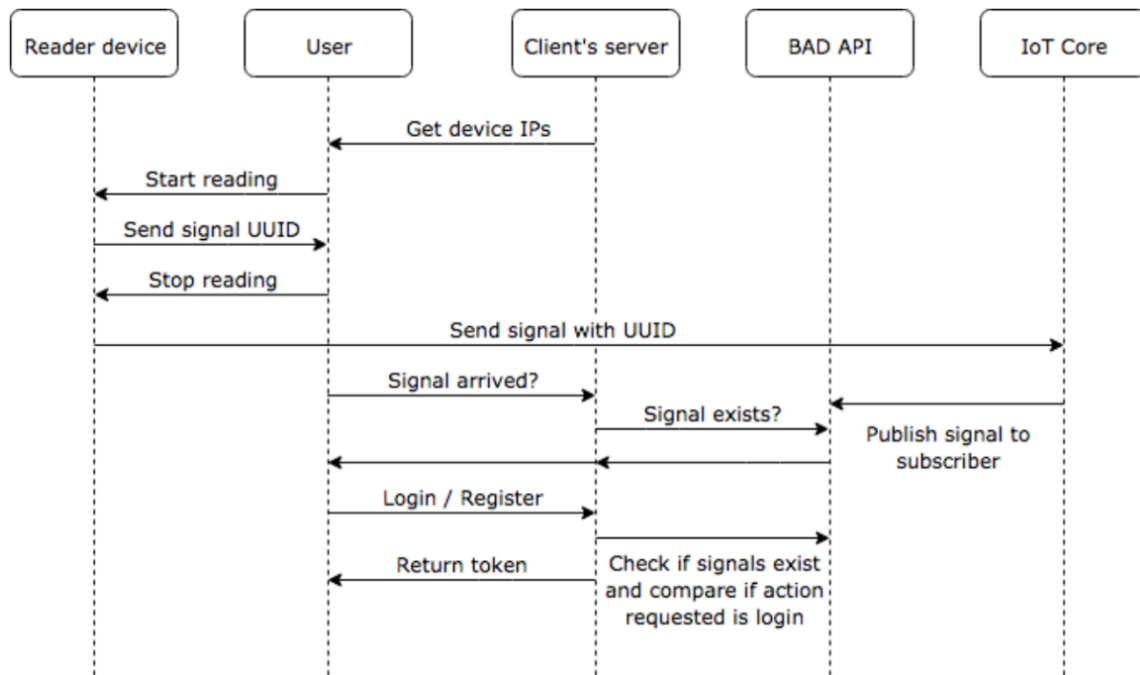 Reader device
User
Client's server
BAD API
IoT Core
Get device IPs
Start reading
Send signal UUID
Stop reading
Send signal with UUID
Signal arrived?
Signal exists?
Publish signal to
subscriber
Login / Register
Return token
Check if signals exist
and compare if action
requested is login